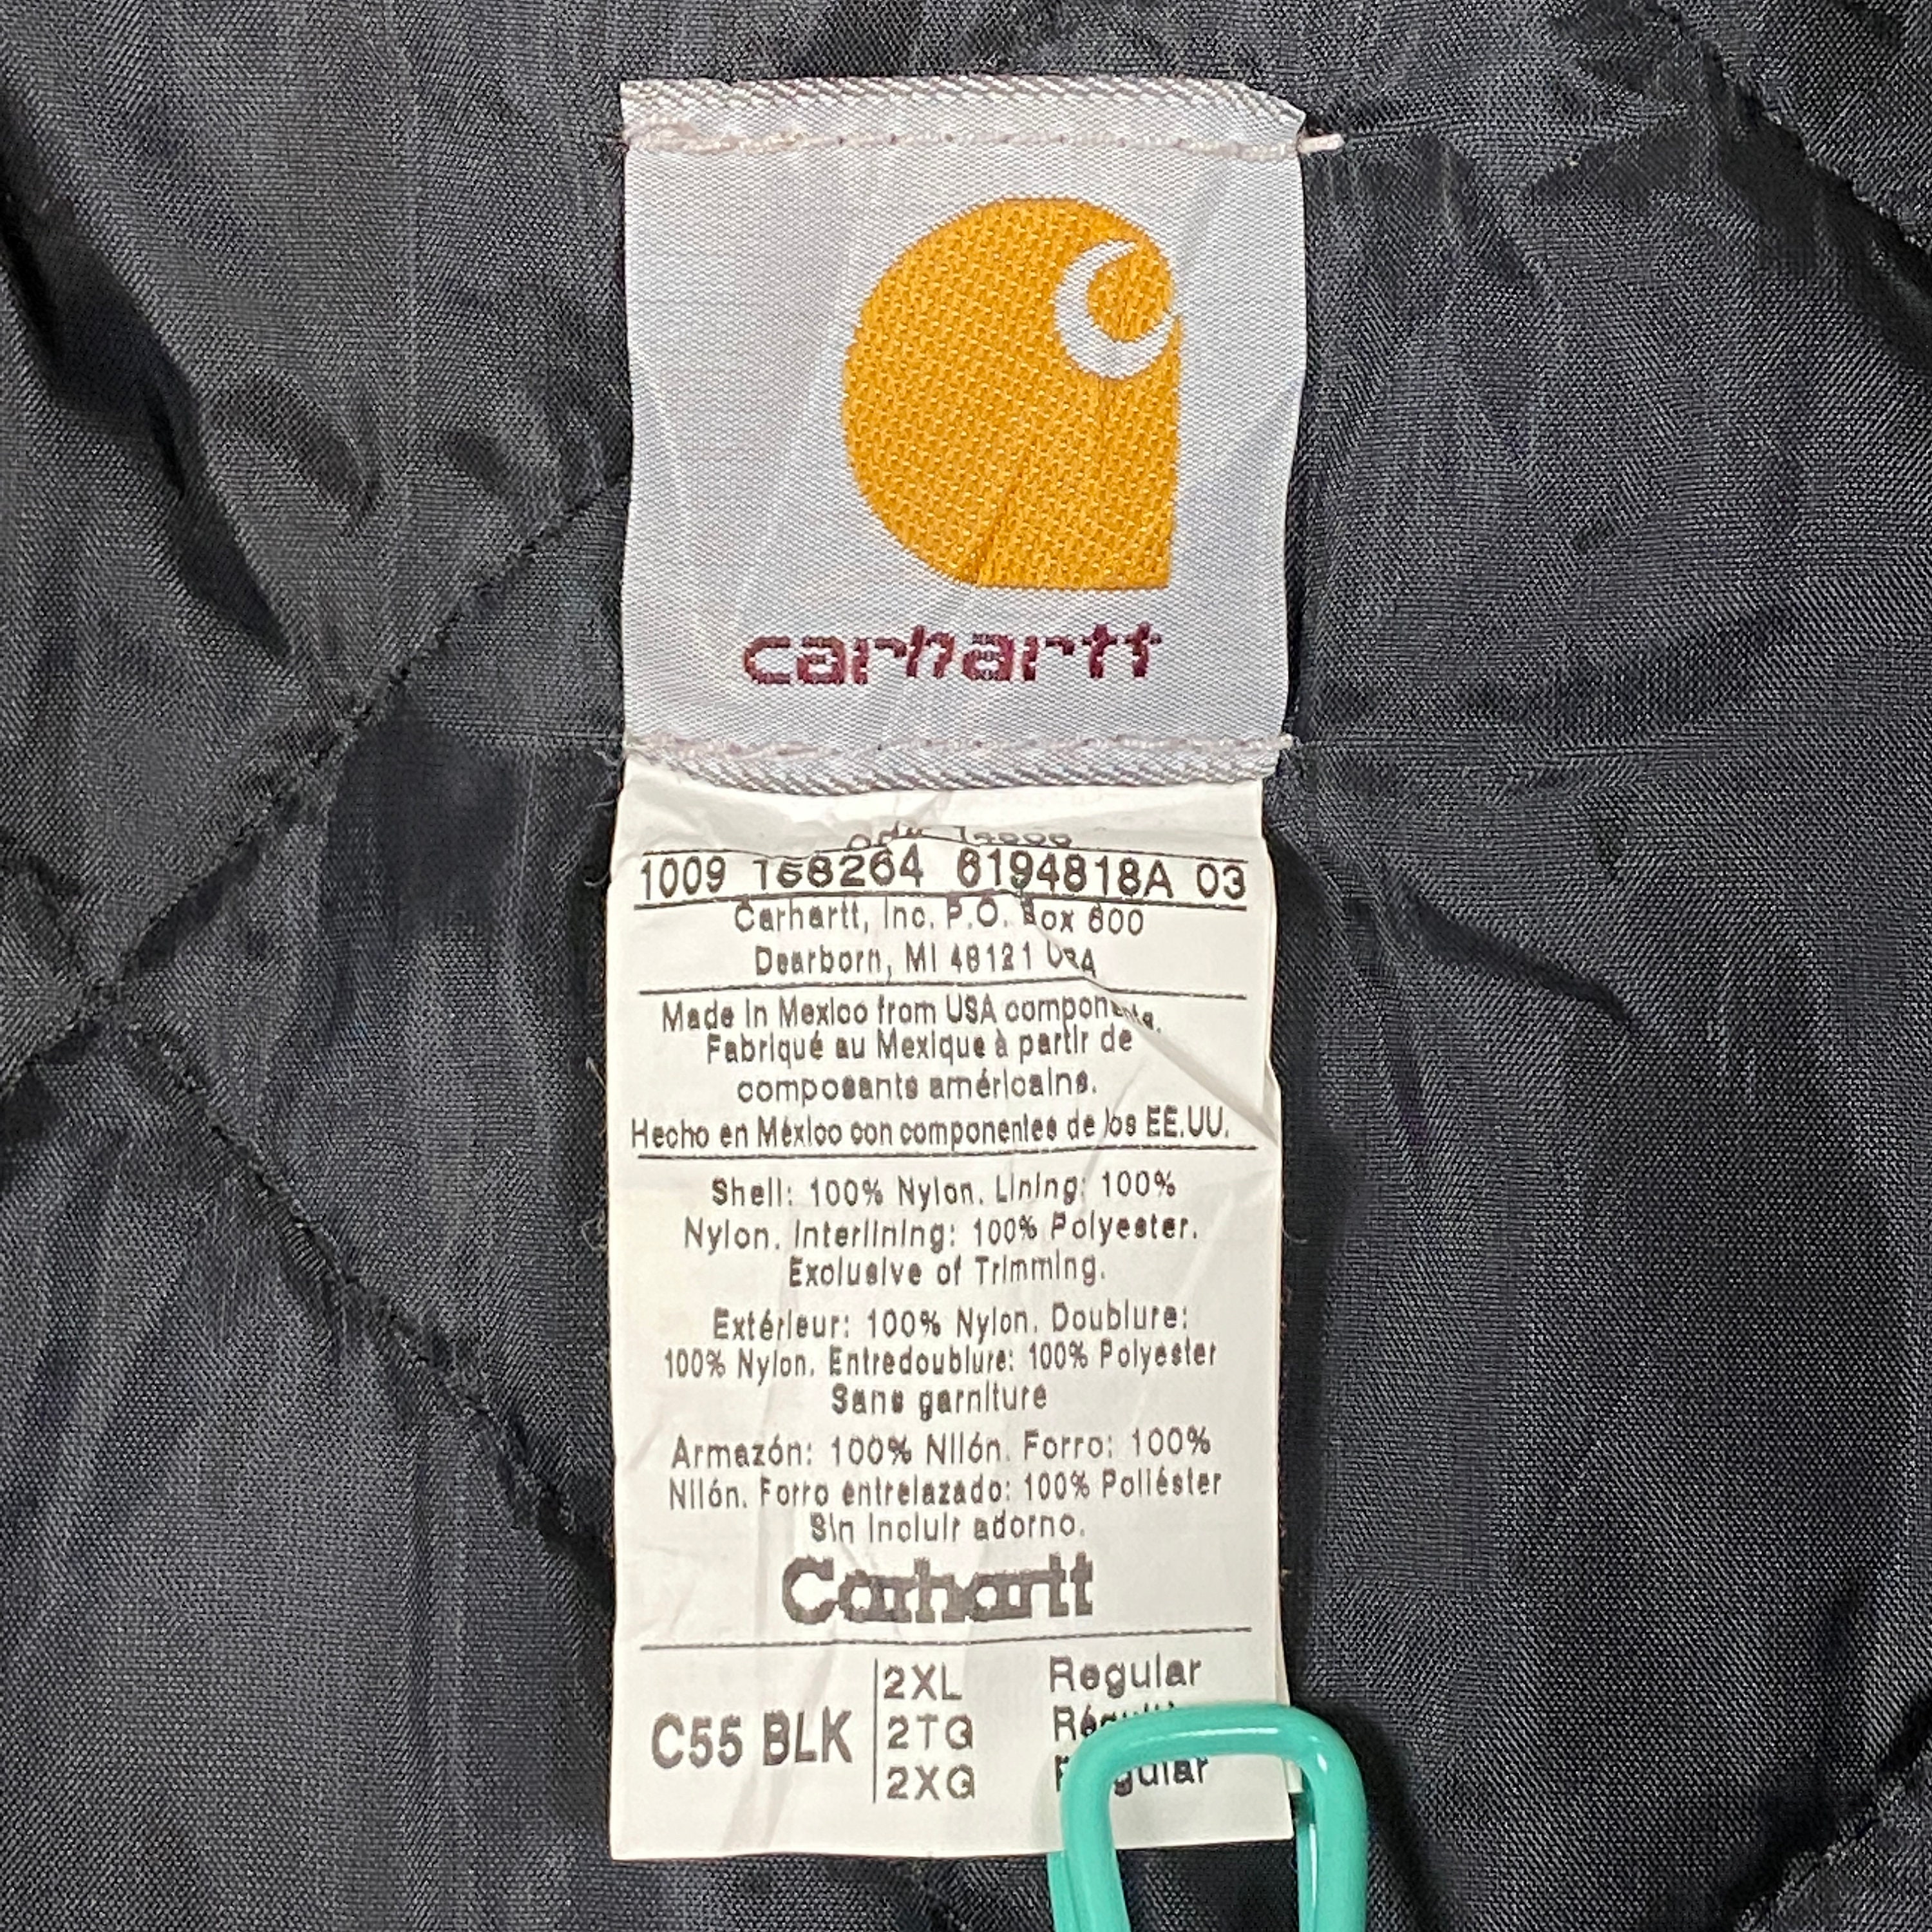 carhartt
1009 168264 6194818A 03
Carhartt, Inc. P.O. Box 600
Dearborn, MI 48121 USA
Made In Mexico from USA components.
Fabriqué au Mexique à partir de
composants américains.
Hecho en México con componentes de los EE.UU.
Shell: 100% Nylon. Lining: 100%
Nylon. Interlining: 100% Polyester.
Exclusive of Trimming.
Extérieur: 100% Nylon. Doublure:
100% Nylon. Entredoublure: 100% Polyester
Sans garniture
Armazón: 100% Nilón. Forro: 100%
Nilón. Forro entrelazado: 100% Poliéster
Sin Incluir adorno.
Carhartt
C55 BLK
2XL Regular
2TG
2XG Regular